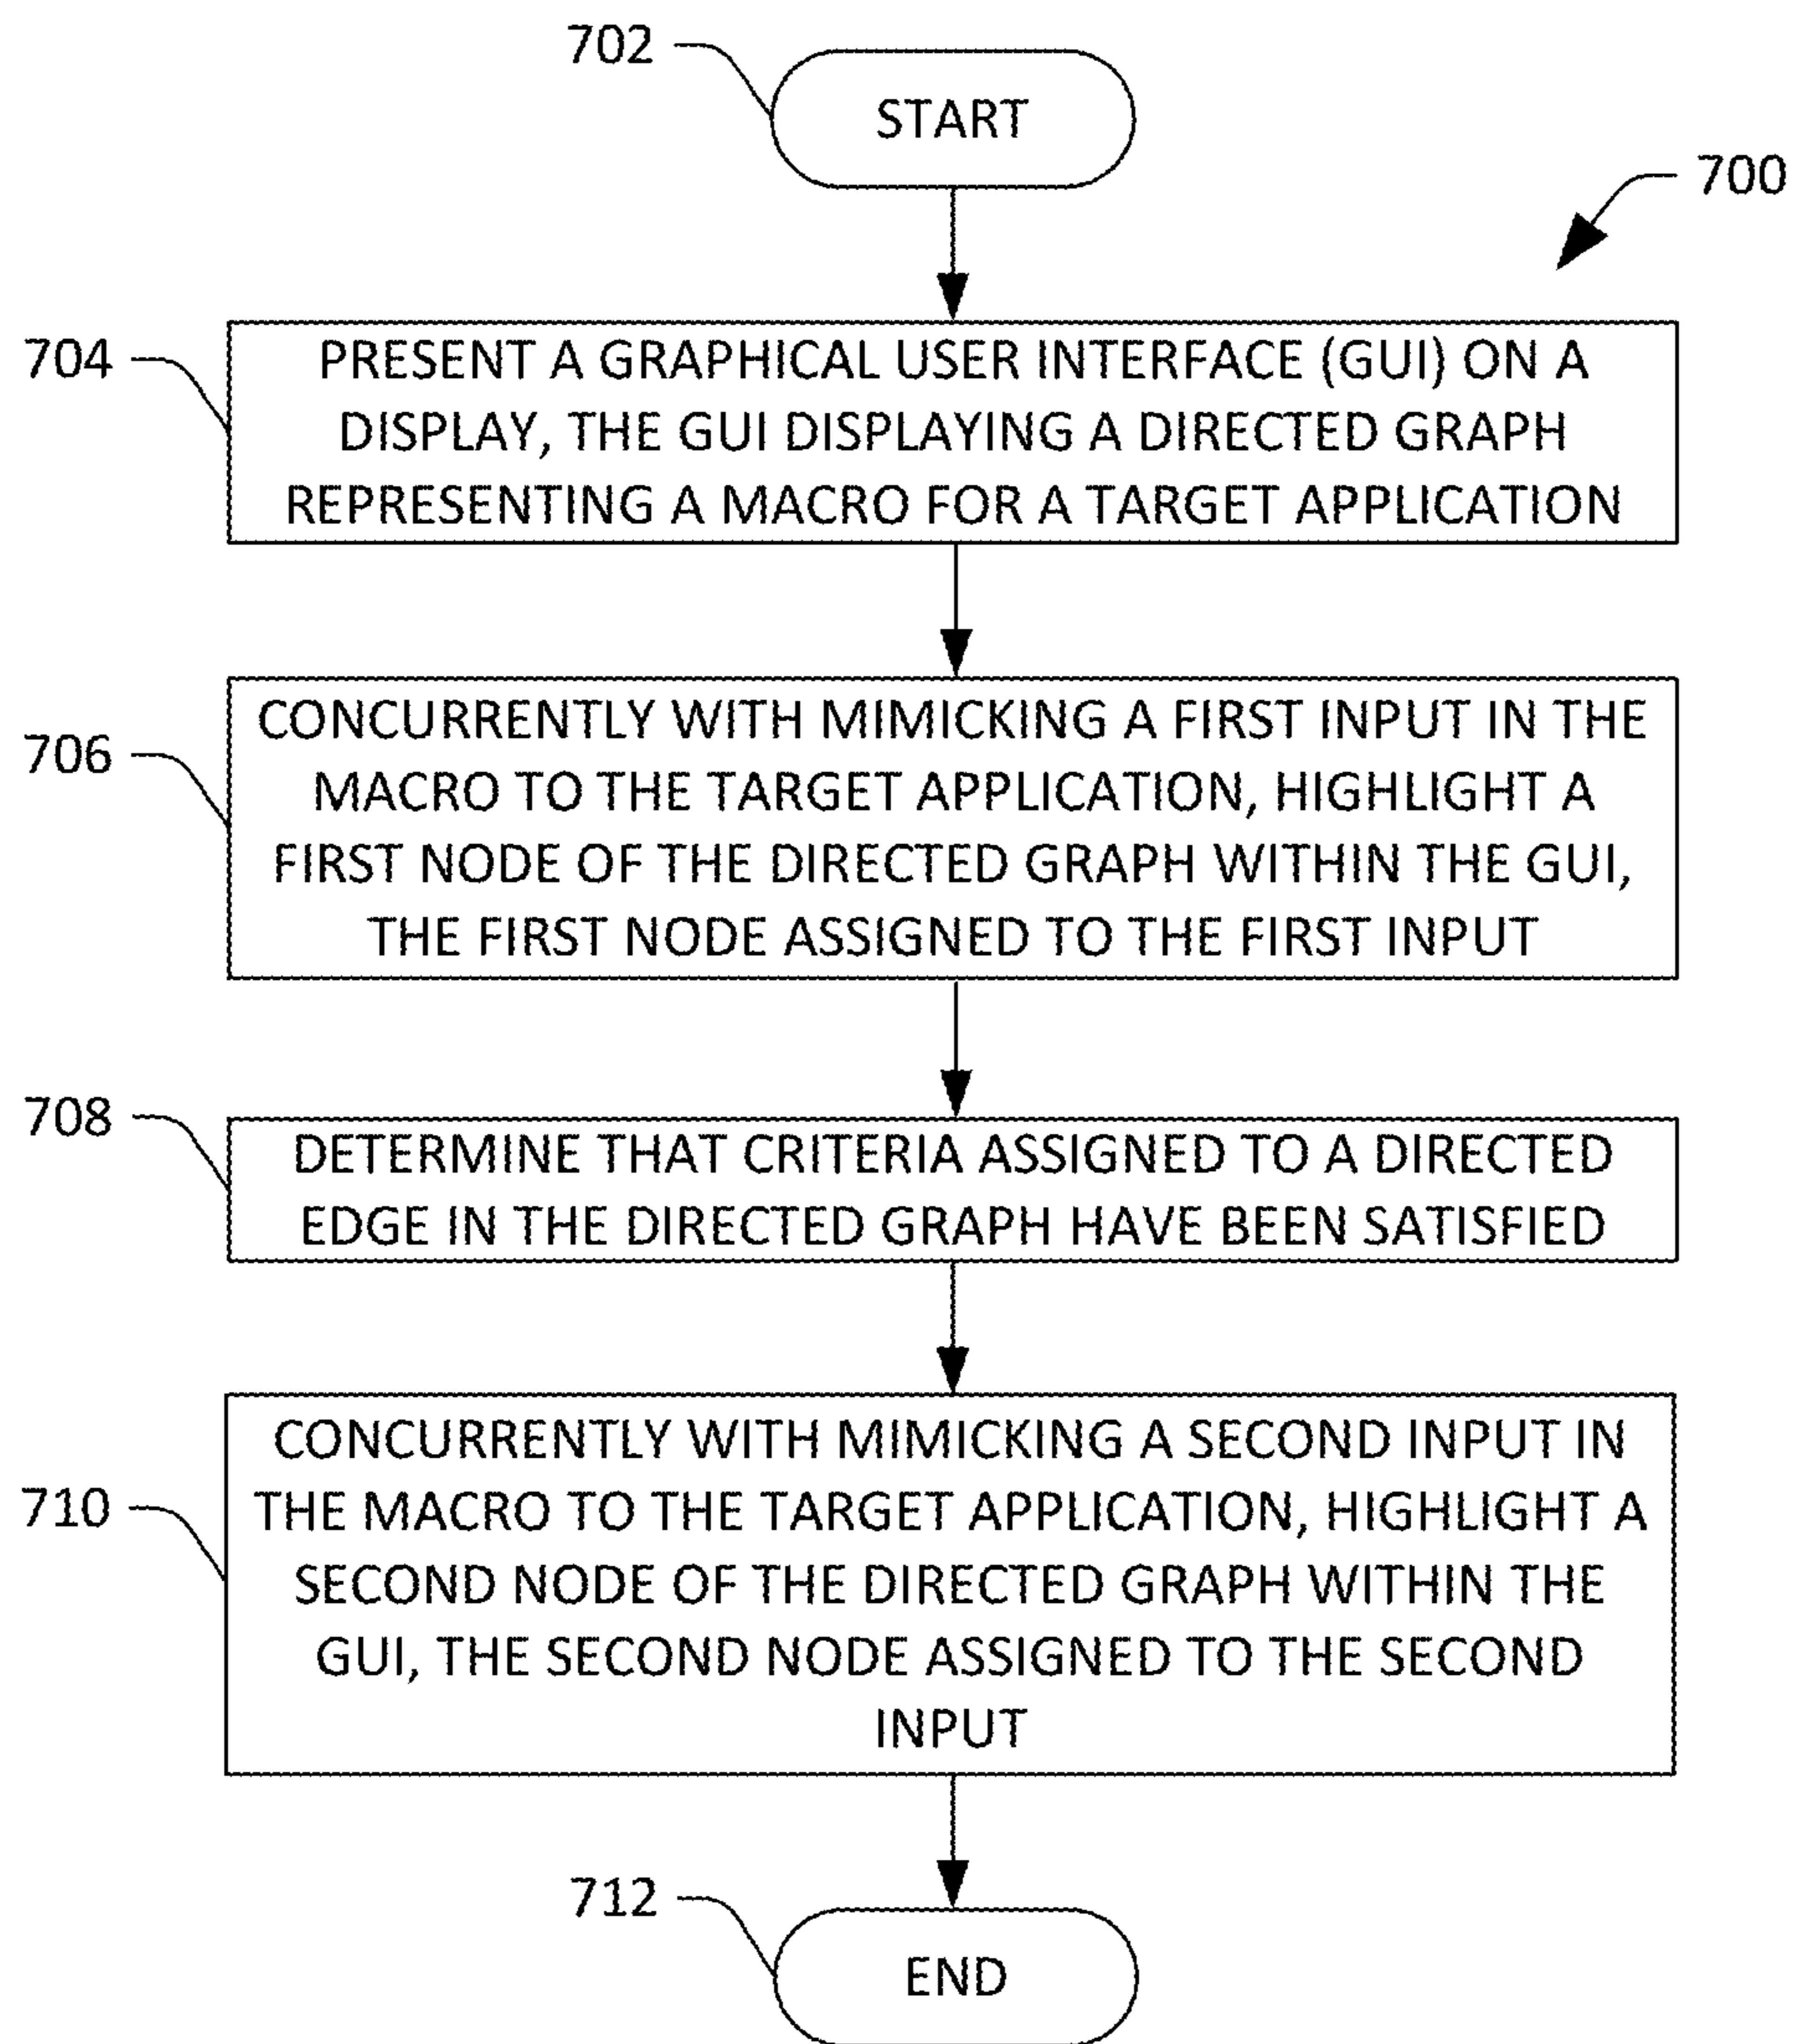 702
START
700
704
PRESENT A GRAPHICAL USER INTERFACE (GUI) ON A
DISPLAY, THE GUI DISPLAYING A DIRECTED GRAPH
REPRESENTING A MACRO FOR A TARGET APPLICATION
706
CONCURRENTLY WITH MIMICKING A FIRST INPUT IN THE
MACRO TO THE TARGET APPLICATION, HIGHLIGHT A
FIRST NODE OF THE DIRECTED GRAPH WITHIN THE GUI,
THE FIRST NODE ASSIGNED TO THE FIRST INPUT
708
DETERMINE THAT CRITERIA ASSIGNED TO A DIRECTED
EDGE IN THE DIRECTED GRAPH HAVE BEEN SATISFIED
710
CONCURRENTLY WITH MIMICKING A SECOND INPUT IN
THE MACRO TO THE TARGET APPLICATION, HIGHLIGHT A
SECOND NODE OF THE DIRECTED GRAPH WITHIN THE
GUI, THE SECOND NODE ASSIGNED TO THE SECOND
INPUT
712
END